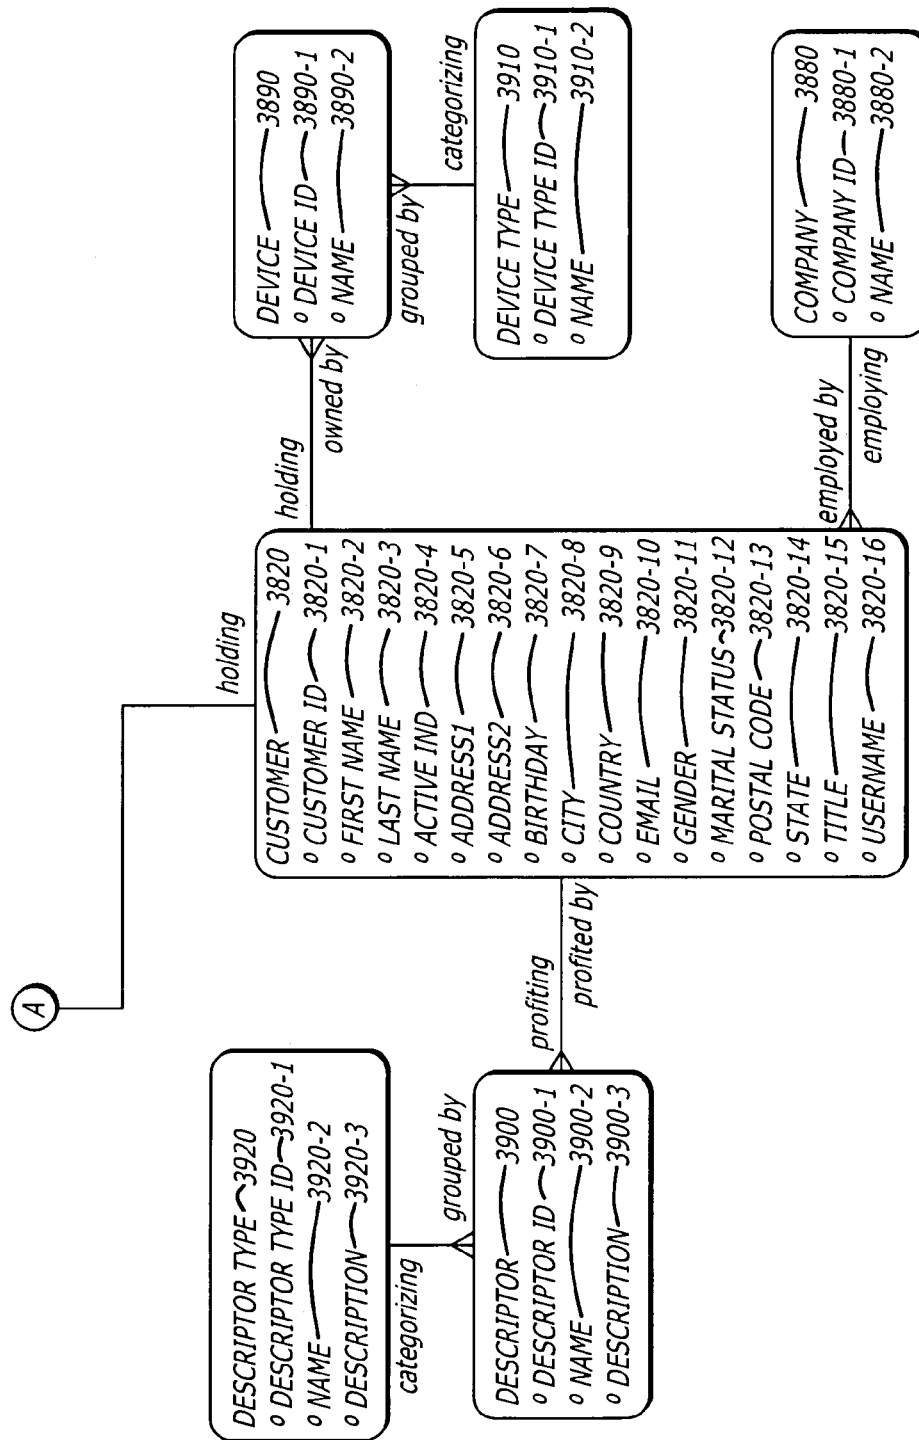 A
holding
DESCRIPTOR TYPE 3920
o DESCRIPTOR TYPE ID 3920-1
o NAME 3920-2
o DESCRIPTION 3920-3
categorizing
grouped by
DESCRIPTOR 3900
o DESCRIPTOR ID 3900-1
o NAME 3900-2
o DESCRIPTION 3900-3
profiting
profited by
CUSTOMER 3820
o CUSTOMER ID 3820-1
o FIRST NAME 3820-2
o LAST NAME 3820-3
o ACTIVE IND 3820-4
o ADDRESS1 3820-5
o ADDRESS2 3820-6
o BIRTHDAY 3820-7
o CITY 3820-8
o COUNTRY 3820-9
o EMAIL 3820-10
o GENDER 3820-11
o MARITAL STATUS 3820-12
o POSTAL CODE 3820-13
o STATE 3820-14
o TITLE 3820-15
o USERNAME 3820-16
holding
owned by
DEVICE 3890
o DEVICE ID 3890-1
o NAME 3890-2
grouped by
categorizing
DEVICE TYPE 3910
o DEVICE TYPE ID 3910-1
o NAME 3910-2
employed by
employing
COMPANY 3880
o COMPANY ID 3880-1
o NAME 3880-2